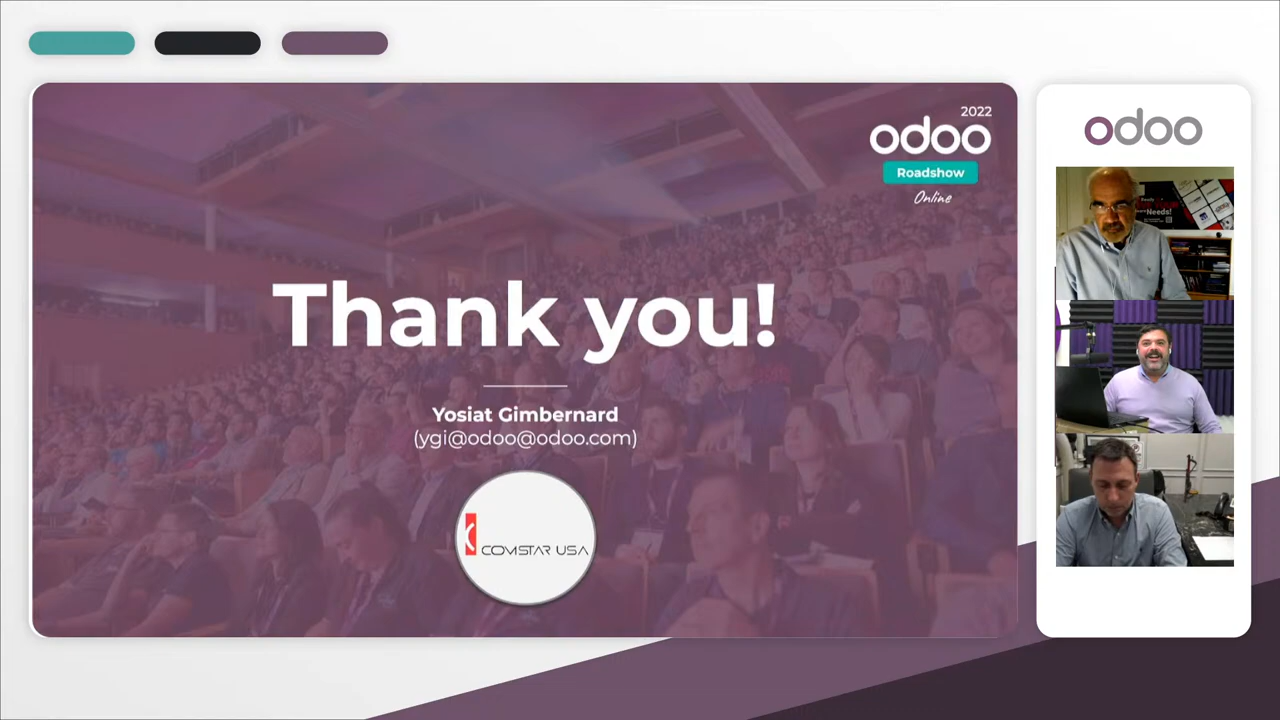 2022
odoo
Roadshow
Online
Thank you!
Yosiat Gimbernard
(ygi@odoo@odoo.com)
COMSTAR USA
odoo
Needs!